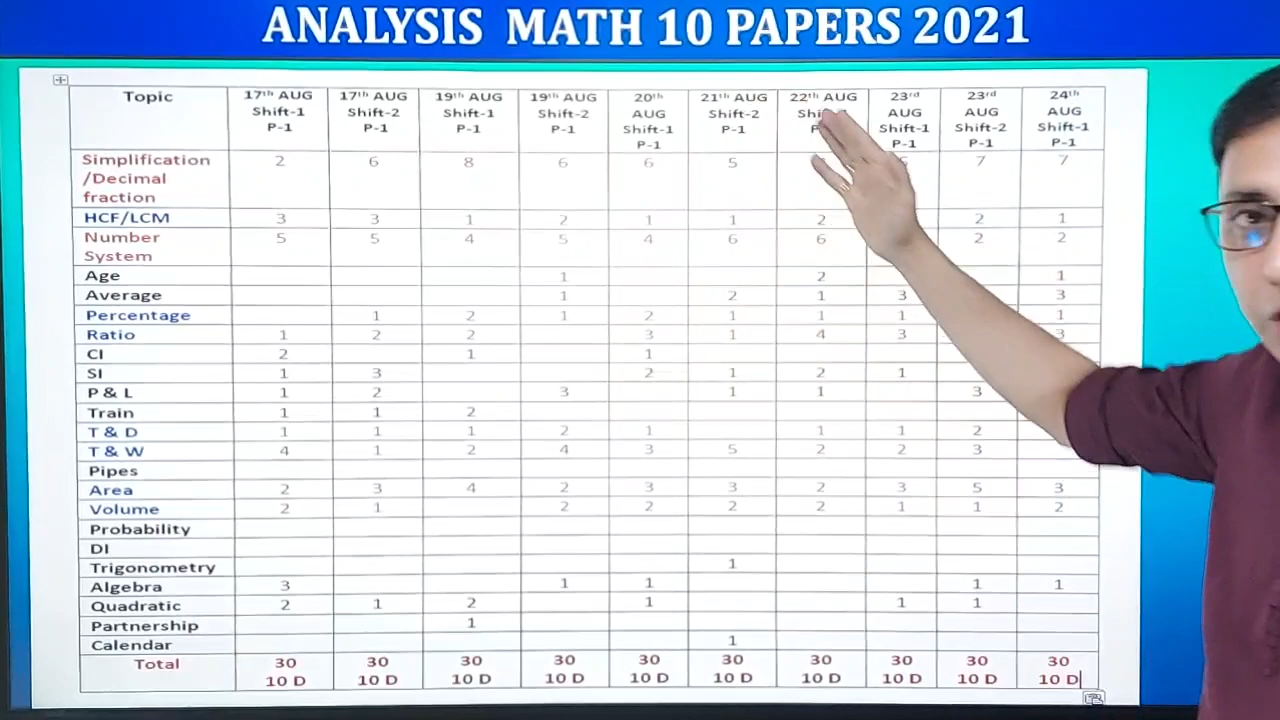 ANALYSIS MATH 10 PAPERS 2021
Topic 17th AUG Shift-1 P-1 17th AUG Shift-2 P-1 19th AUG Shift-1 P-1 19th AUG Shift-2 P-1 20th AUG Shift-1 P-1 21th AUG Shift-2 P-1 22th AUG 23rd AUG Shift-1 P-1 23rd AUG Shift-2 P-1 24th AUG Shift-1 P-1
Simplification /Decimal fraction 2 6 8 6 6 5 7 7
HCF/LCM 3 3 1 2 1 1 2 2 1
Number System 5 5 4 5 4 6 6 2 2
Age 1 2 1
Average 1 2 1 3 3
Percentage 1 2 1 2 1 1 1 1
Ratio 1 2 2 3 1 4 3 3
CI 2 1 1
SI 1 3 2 1 2 1
P & L 1 2 3 1 1 3
Train 1 1 2
T & D 1 1 1 2 1 1 1 2
T & W 4 1 2 4 3 5 2 2 3
Pipes
Area 2 3 4 2 3 3 2 3 5 3
Volume 2 1 2 2 2 2 1 1 2
Probability
DI
Trigonometry 1
Algebra 3 1 1 1 1
Quadratic 2 1 2 1 1 1
Partnership 1
Calendar 1
Total 30 30 30 30 30 30 30 30 30 30
10 D 10 D 10 D 10 D 10 D 10 D 10 D 10 D 10 D 10 D